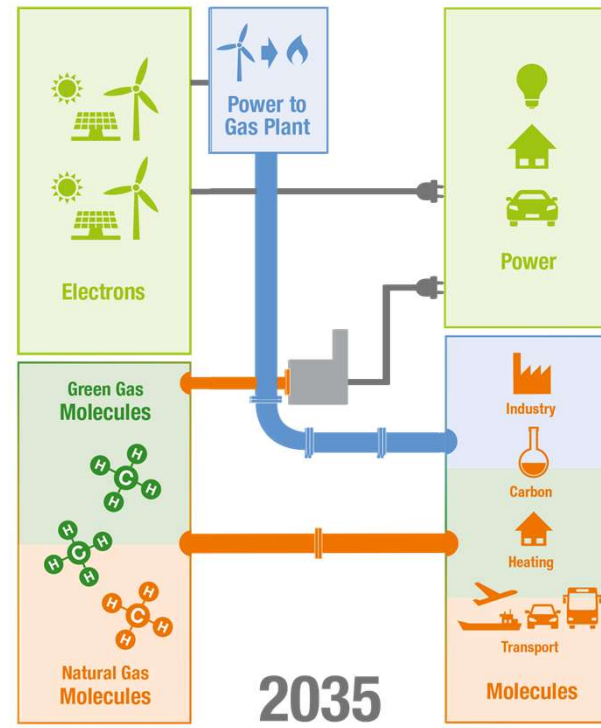 Power to
Gas Plant
Electrons
Power
Green Gas
Molecules
H
H
C
H
H
H
H
C
H
H
H
H
C
H
H
Natural Gas
Molecules
Industry
Carbon
Heating
Transport
Molecules
2035